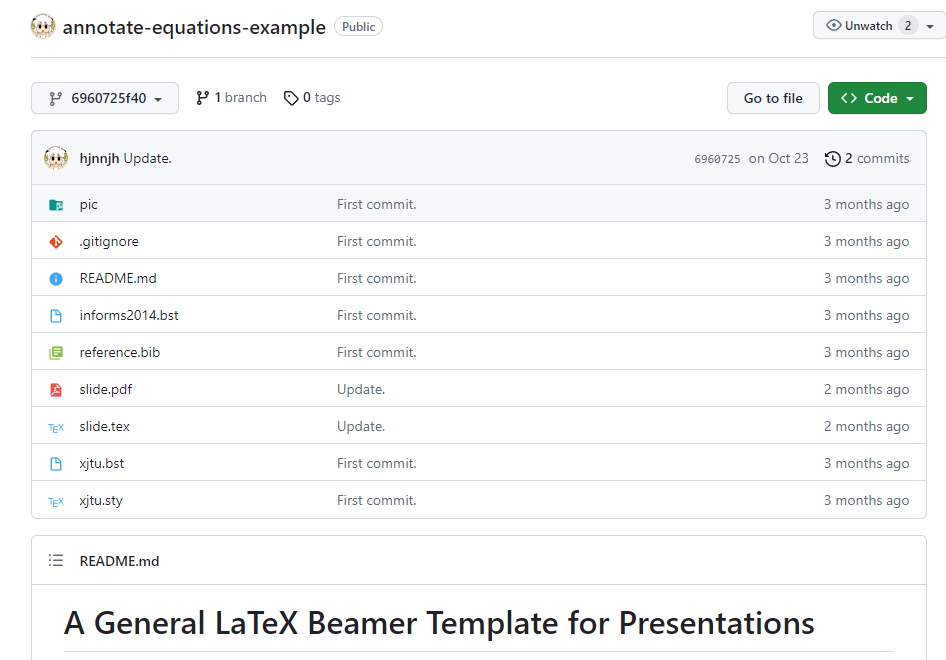 annotate-equations-example Public Unwatch 2
6960725f40 1 branch 0 tags Go to file Code
hjnnjh Update. 6960725 on Oct 23 2 commits
pic First commit. 3 months ago
.gitignore First commit. 3 months ago
README.md First commit. 3 months ago
informs2014.bst First commit. 3 months ago
reference.bib First commit. 3 months ago
slide.pdf Update. 2 months ago
TEX slide.tex Update. 2 months ago
xjtu.bst First commit. 3 months ago
TEX xjtu.sty First commit. 3 months ago
README.md
A General LaTeX Beamer Template for Presentations